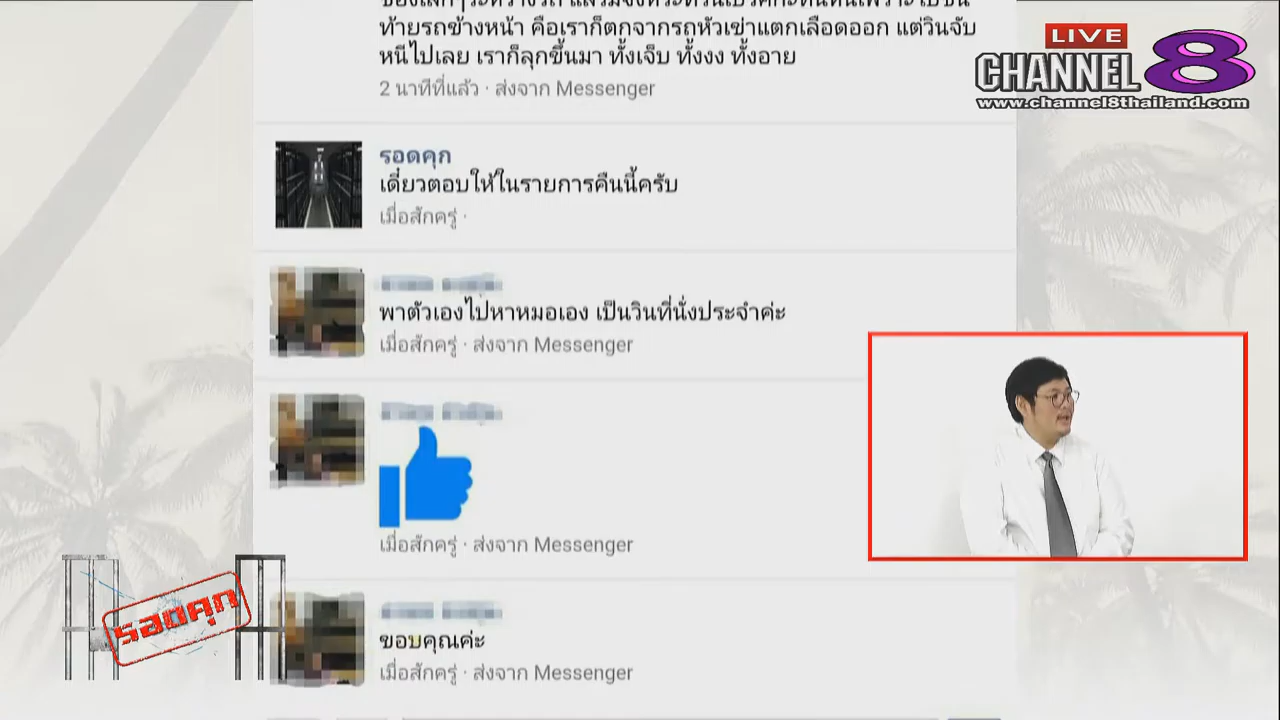 ท้ายรถข้างหน้า คือเราก็ตกจากรถหัวเข่าแตกเลือดออก แต่วินจับ
หนีไปเลย เราก็ลุกขึ้นมา ทั้งเจ็บ ทั้งงง ทั้งอาย
2 นาทีที่แล้ว · ส่งจาก Messenger
LIVE
CHANNEL 8
www.channel8thailand.com
รอดคุก
เดี๋ยวตอบให้ในรายการคืนนี้ครับ
เมื่อสักครู่ ·
พาตัวเองไปหาหมอเอง เป็นวินที่นั่งประจำค่ะ
เมื่อสักครู่ · ส่งจาก Messenger
เมื่อสักครู่ · ส่งจาก Messenger
รอดคุก
ขอบคุณค่ะ
เมื่อสักครู่ · ส่งจาก Messenger